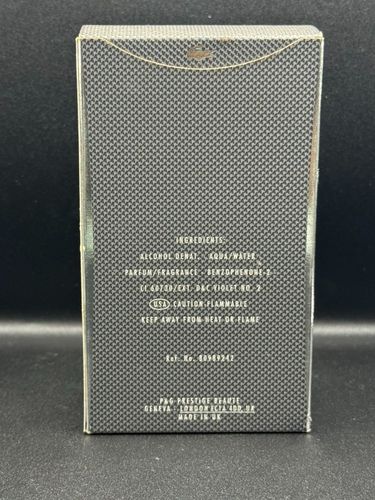 INGREDIENTS:
ALCOHOL DENAT. · AQUA/WATER
PARFUM/FRAGRANCE · BENZOPHENONE-2
CI 60730/EXT. D&C VIOLET NO. 2
USA CAUTION-FLAMMABLE
KEEP AWAY FROM HEAT OR FLAME
Ref. No. 80989242
P&G PRESTIGE BEAUTE
GENEVA - LONDON EC1A 4DD, UK
MADE IN UK